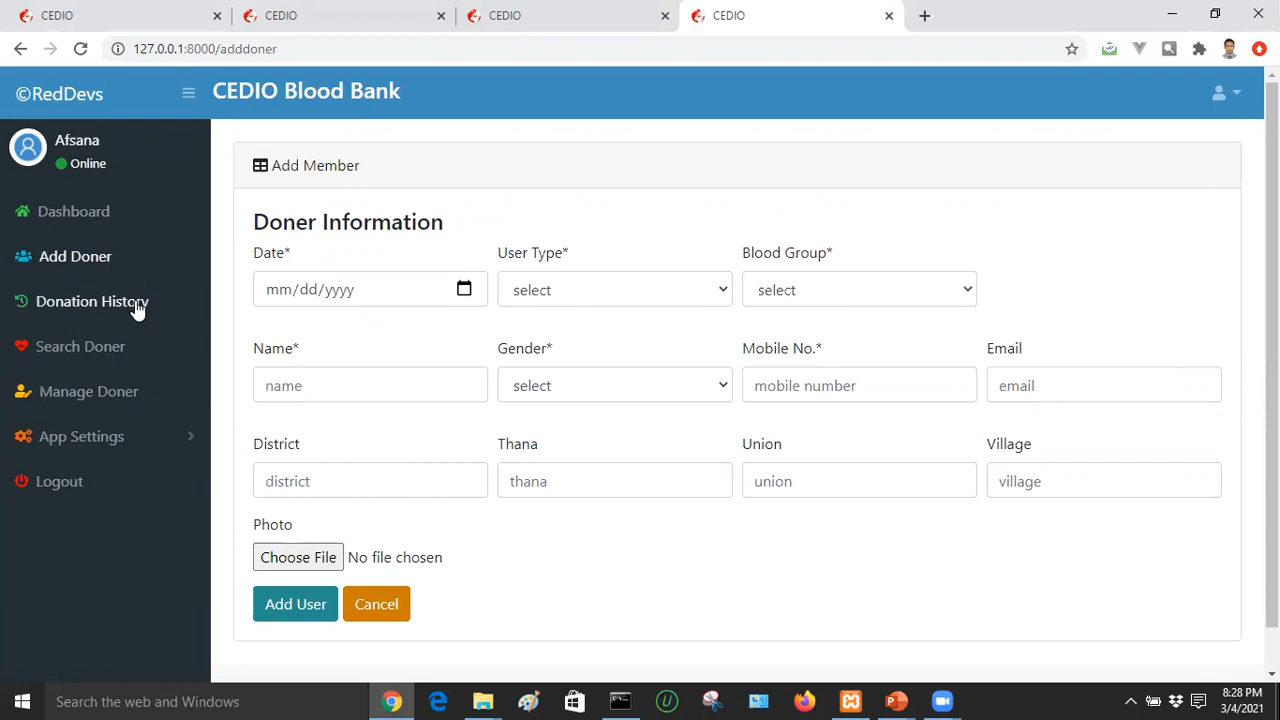 CEDIO CEDIO CEDIO CEDIO
127.0.0.1:8000/adddoner
©RedDevs CEDIO Blood Bank
Afsana
Online
Dashboard
Add Doner
Donation History
Search Doner
Manage Doner
App Settings
Logout
Add Member
Doner Information
Date* User Type* Blood Group*
mm/dd/yyyy select select
Name* Gender* Mobile No.* Email
name select mobile number email
District Thana Union Village
district thana union village
Photo
Choose File No file chosen
Add User Cancel
Search the web and Windows
8:28 PM
3/4/2021